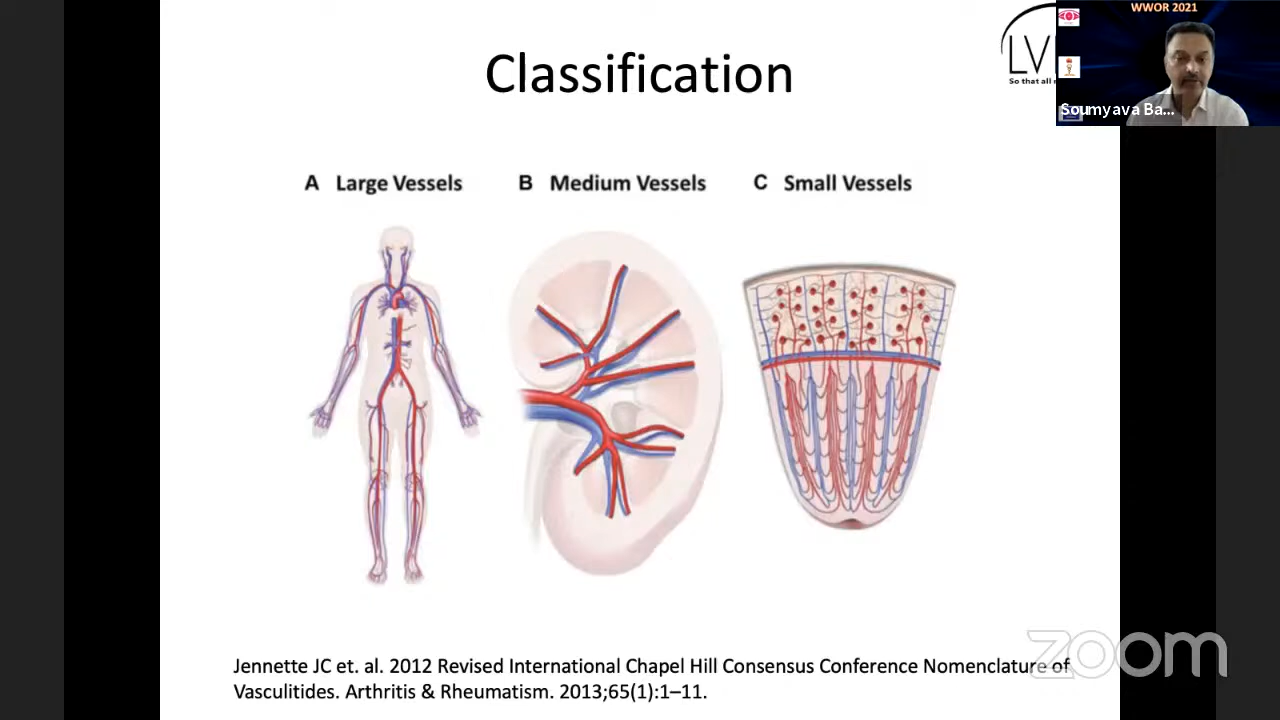 Classification
LV
So that all
WWOR 2021
Soumyava Ba...
A Large Vessels
B Medium Vessels
C Small Vessels
Jennette JC et. al. 2012 Revised International Chapel Hill Consensus Conference Nomenclature of
Vasculitides. Arthritis & Rheumatism. 2013;65(1):1–11.
zoom